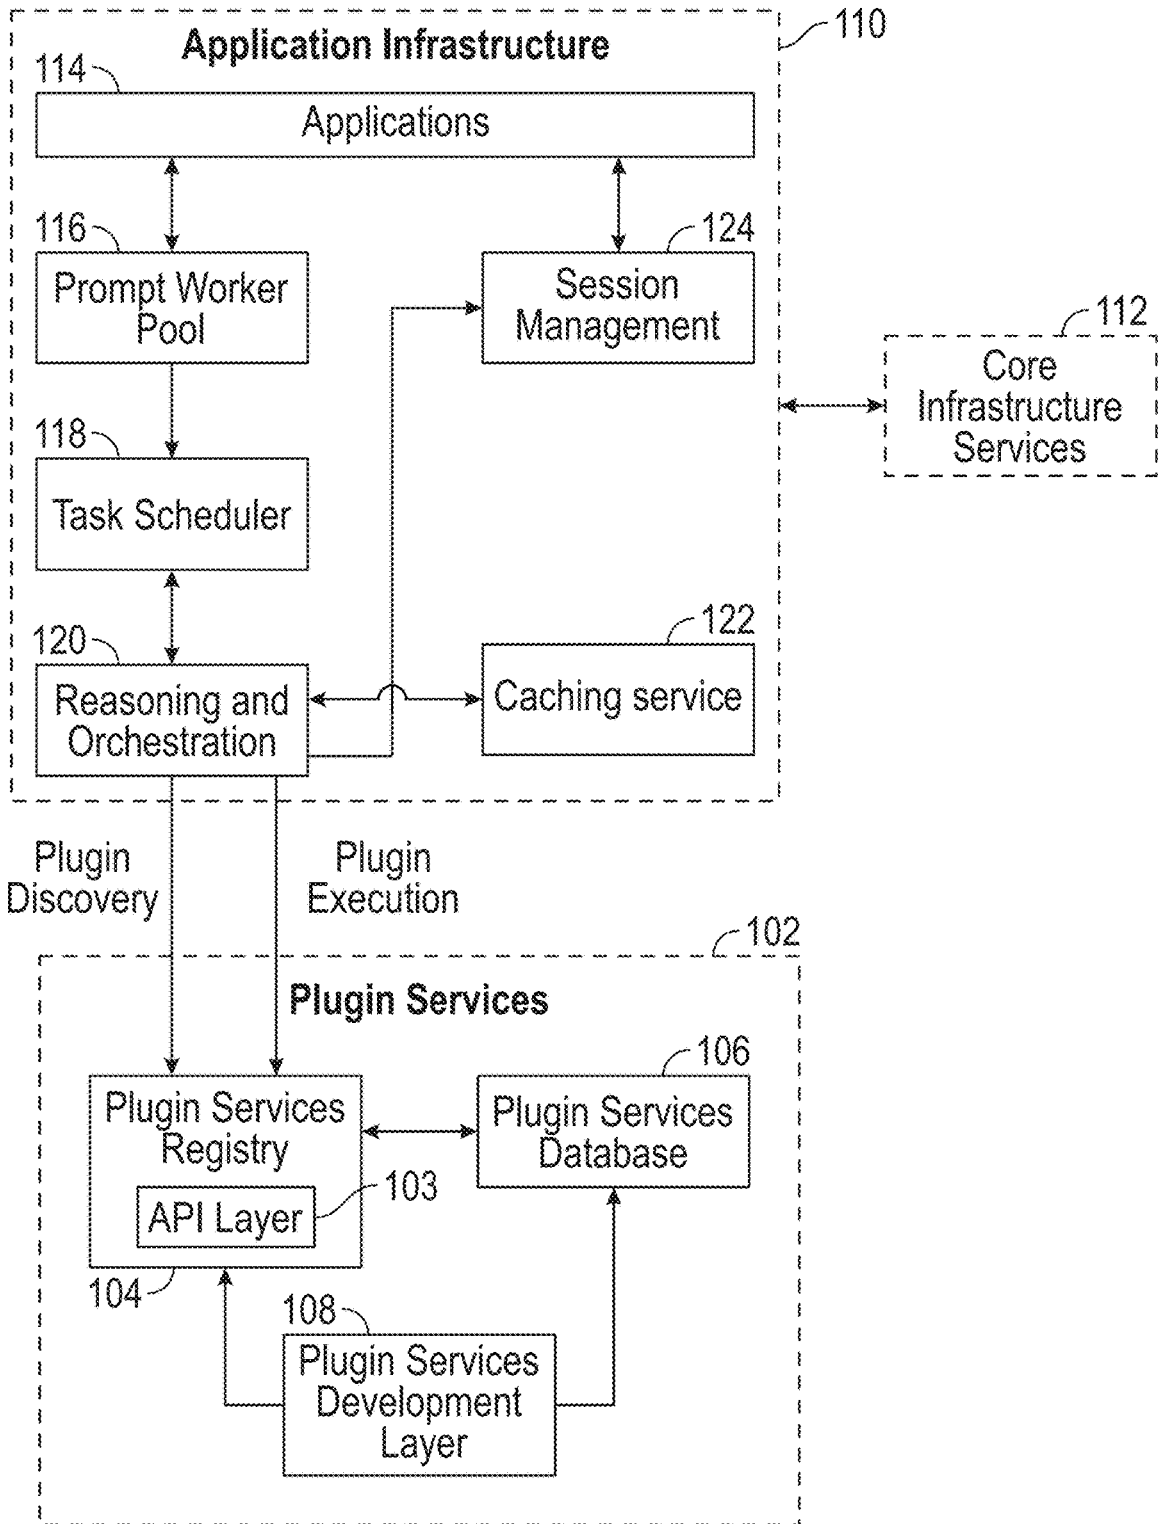 110
Application Infrastructure
114
Applications
116
124
Prompt Worker
Pool
Session
Management
112
Core
Infrastructure
Services
118
Task Scheduler
120
122
Reasoning and
Orchestration
Caching service
Plugin
Discovery
Plugin
Execution
102
Plugin Services
106
Plugin Services
Registry
Plugin Services
Database
103
API Layer
104
108
Plugin Services
Development
Layer